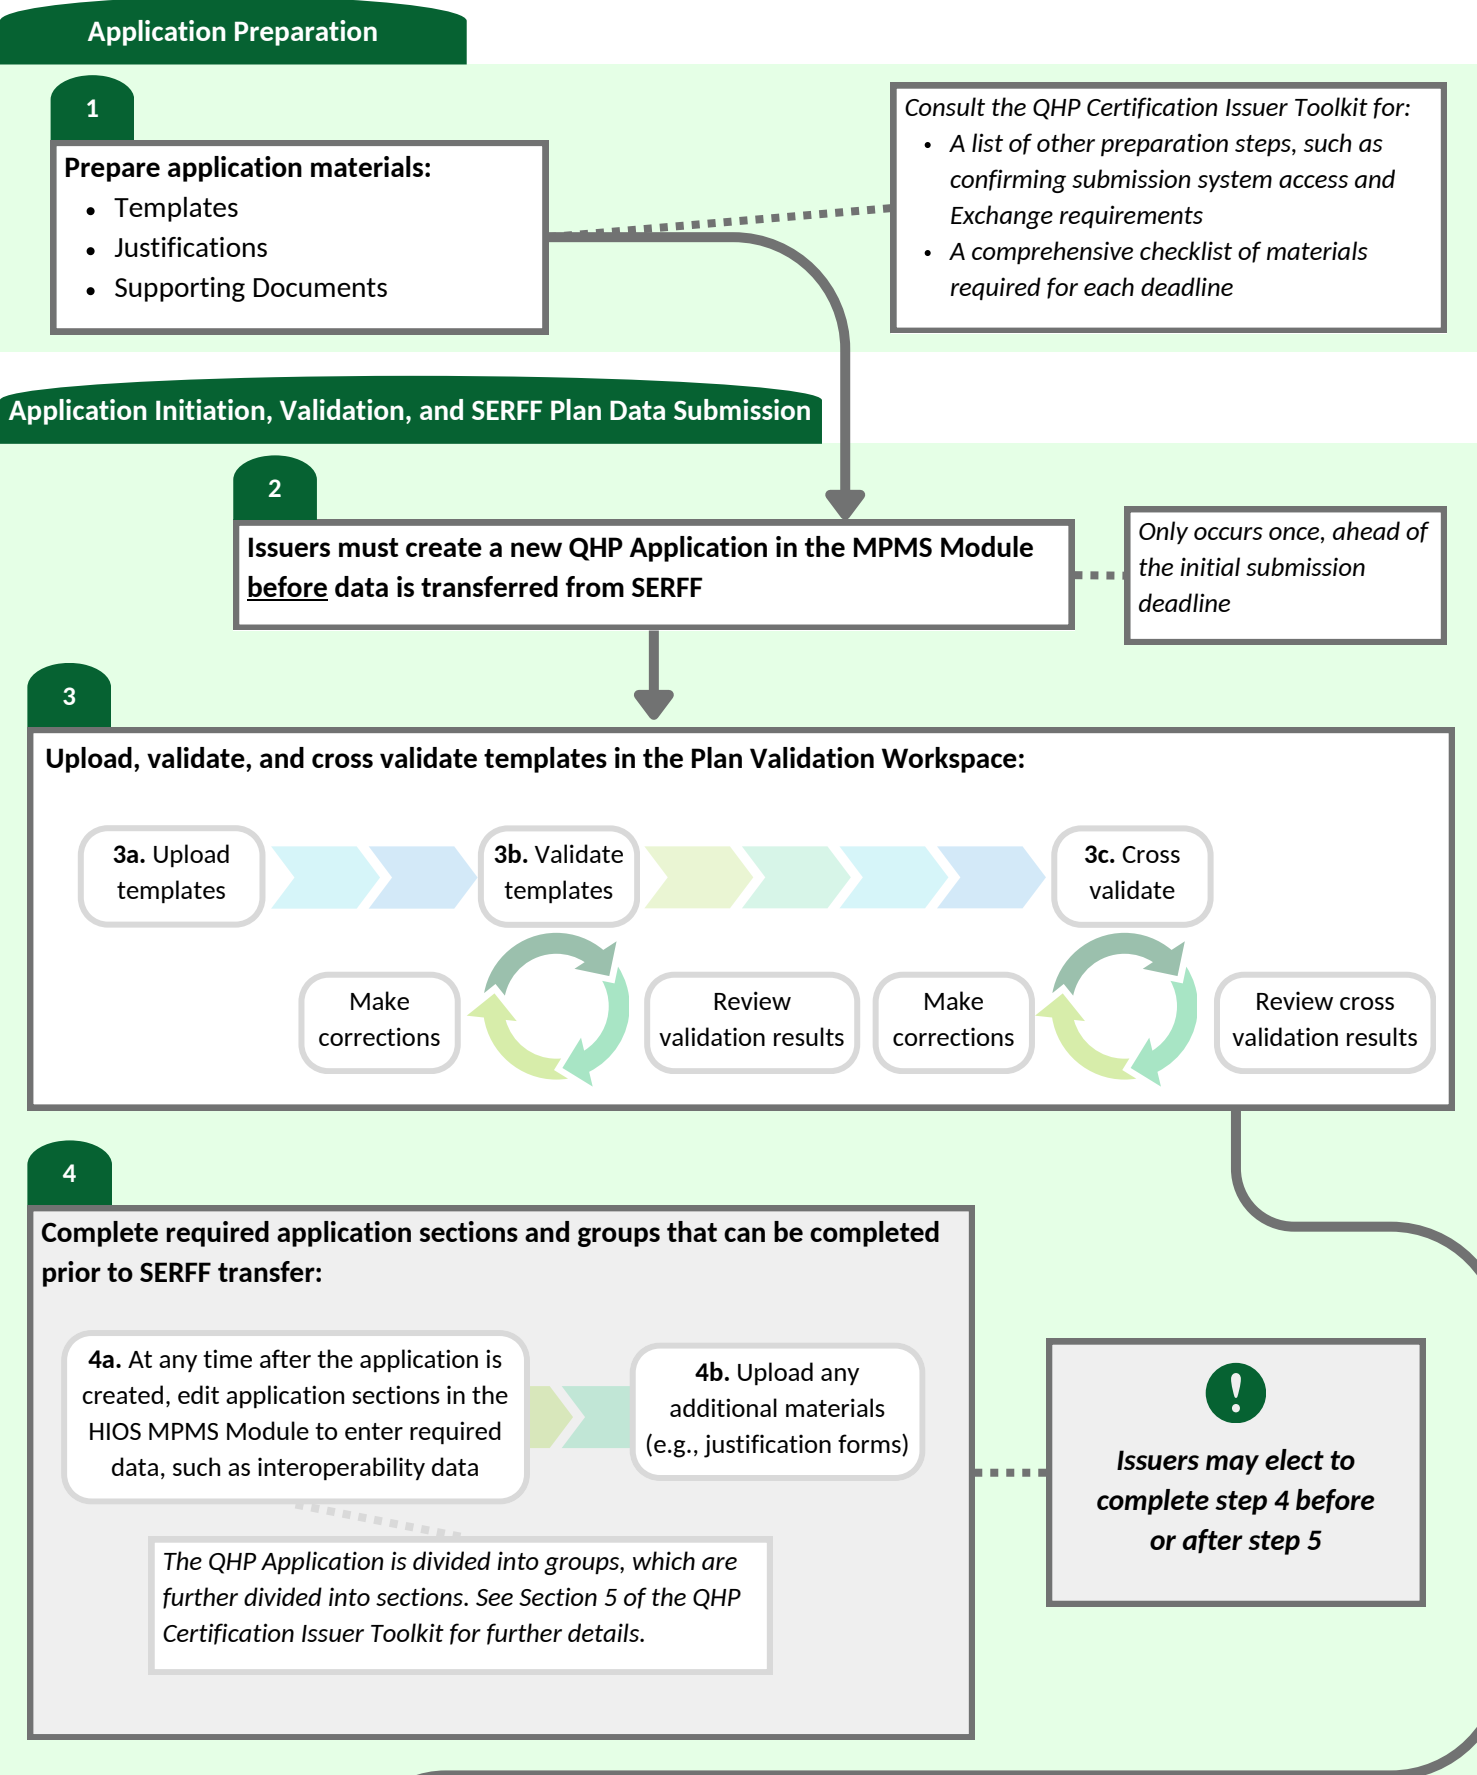 Application Preparation
1
Prepare application materials:
• Templates
• Justifications
• Supporting Documents
Consult the QHP Certification Issuer Toolkit for:
• A list of other preparation steps, such as
confirming submission system access and
Exchange requirements
• A comprehensive checklist of materials
required for each deadline
Application Initiation, Validation, and SERFF Plan Data Submission
2
Issuers must create a new QHP Application in the MPMS Module
before data is transferred from SERFF
Only occurs once, ahead of
the initial submission
deadline
3
Upload, validate, and cross validate templates in the Plan Validation Workspace:
3a. Upload
templates
3b. Validate
templates
3c. Cross
validate
Make
corrections
Review
validation results
Make
corrections
Review cross
validation results
4
Complete required application sections and groups that can be completed
prior to SERFF transfer:
4a. At any time after the application is
created, edit application sections in the
HIOS MPMS Module to enter required
data, such as interoperability data
4b. Upload any
additional materials
(e.g., justification forms)
The QHP Application is divided into groups, which are
further divided into sections. See Section 5 of the QHP
Certification Issuer Toolkit for further details.
!
Issuers may elect to
complete step 4 before
or after step 5